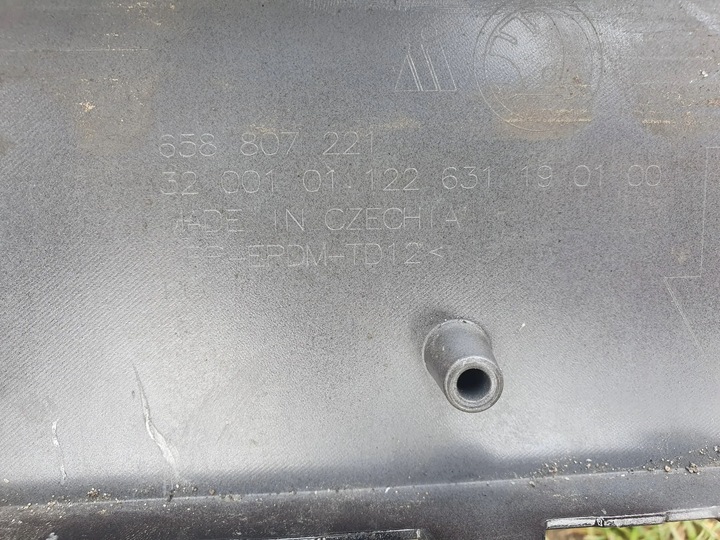 658 807 221
32 001 01.122 631 19 01 00
MADE IN CZECHIA
PP-EPDM-TD12<